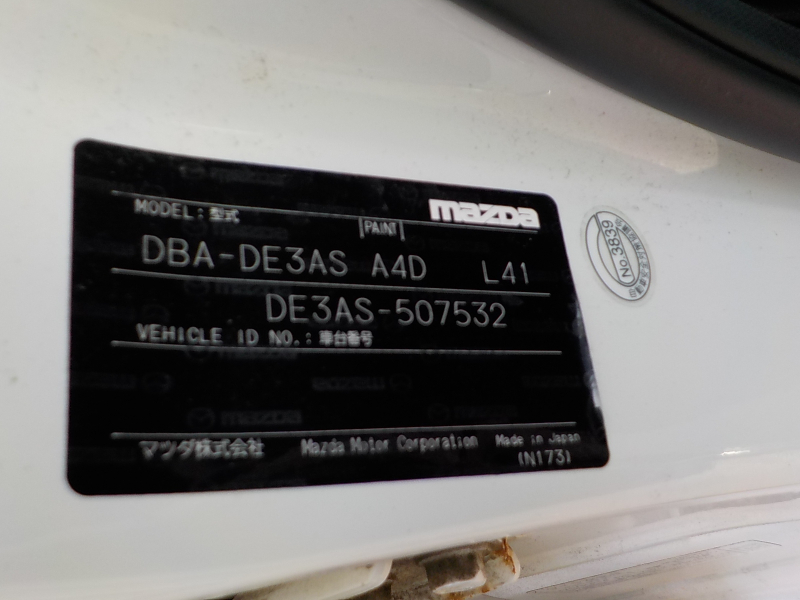 mazda
MODEL:型式
[PAINT]
DBA-DE3AS A4D L41
DE3AS-507532
VEHICLE ID NO.:車台番号
マツダ株式会社 Mazda Motor Corporation Made in Japan
(N173)
No.3839